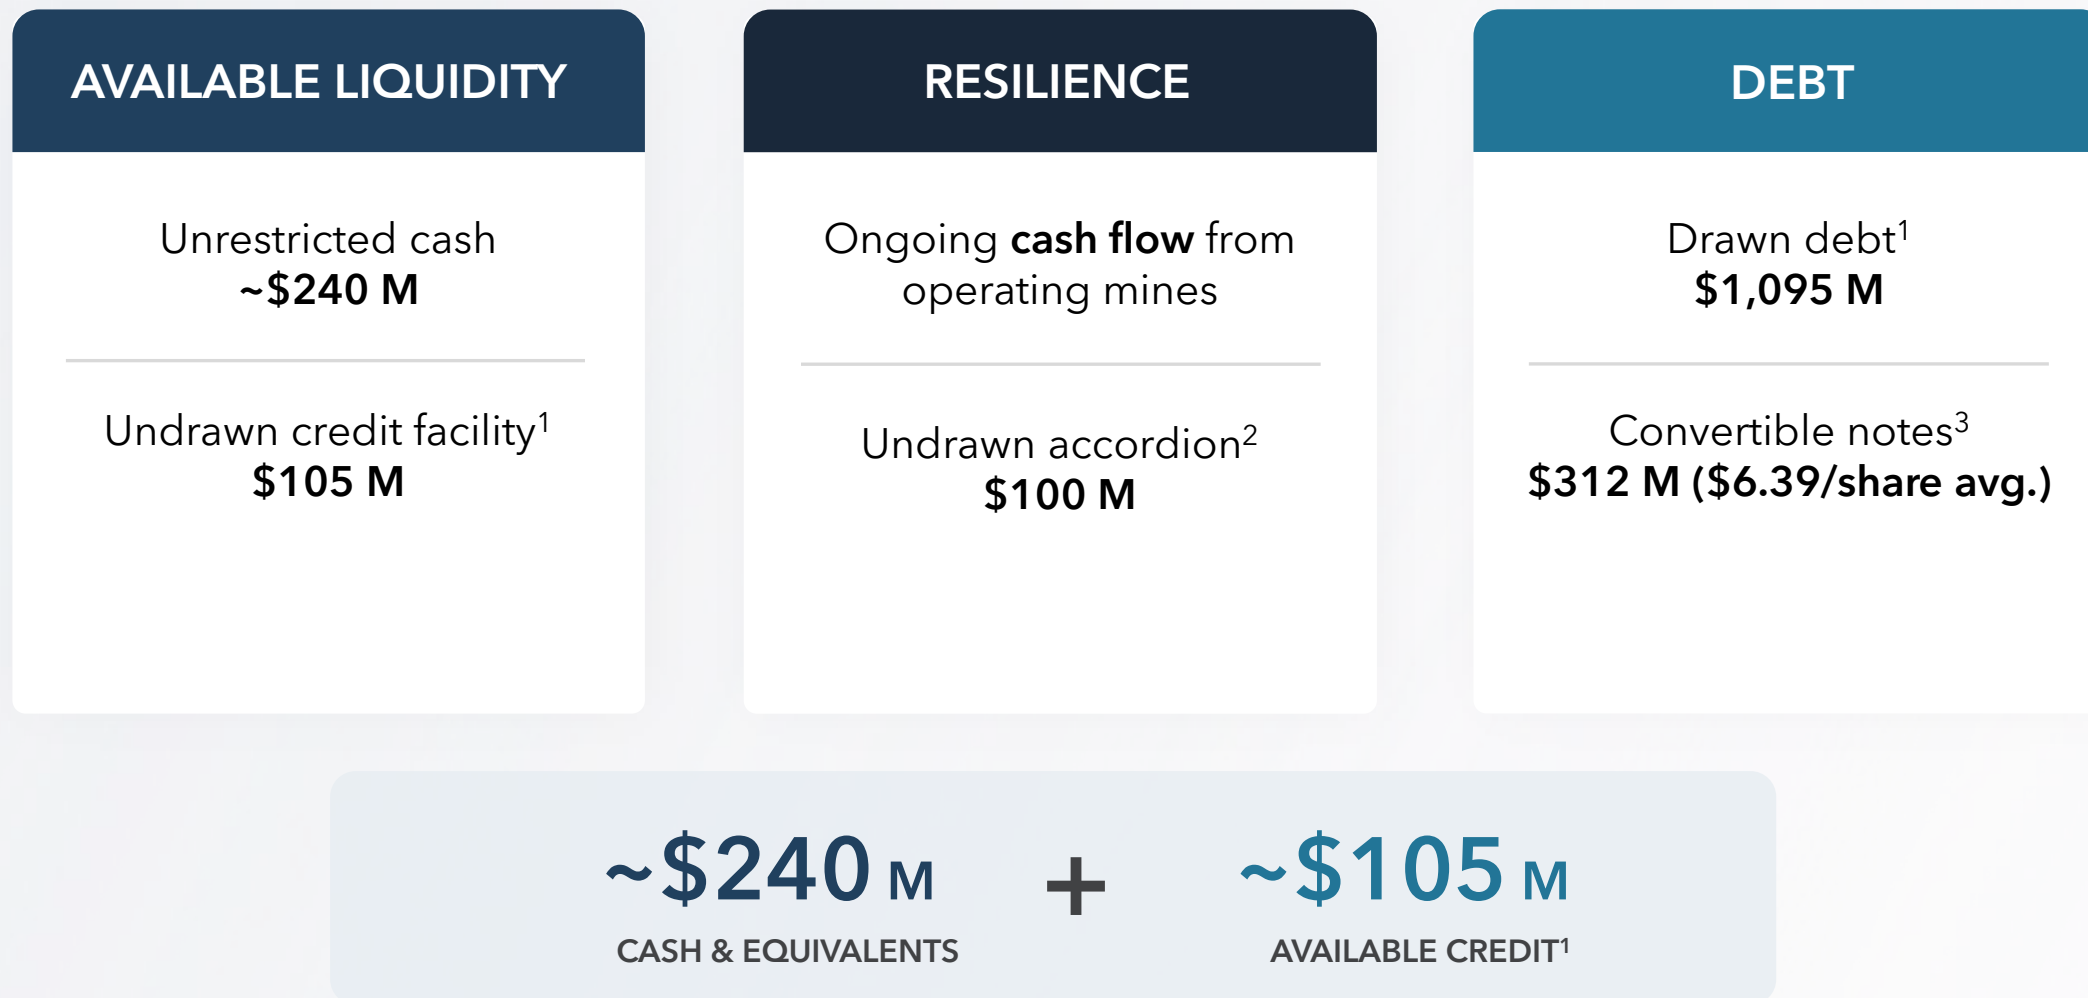 AVAILABLE LIQUIDITY
Unrestricted cash
~$240 M
Undrawn credit facility¹
$105 M
RESILIENCE
Ongoing cash flow from
operating mines
Undrawn accordion²
$100 M
DEBT
Drawn debt¹
$1,095 M
Convertible notes³
$312 M ($6.39/share avg.)
~$240 M
CASH & EQUIVALENTS
+
~$105 M
AVAILABLE CREDIT¹